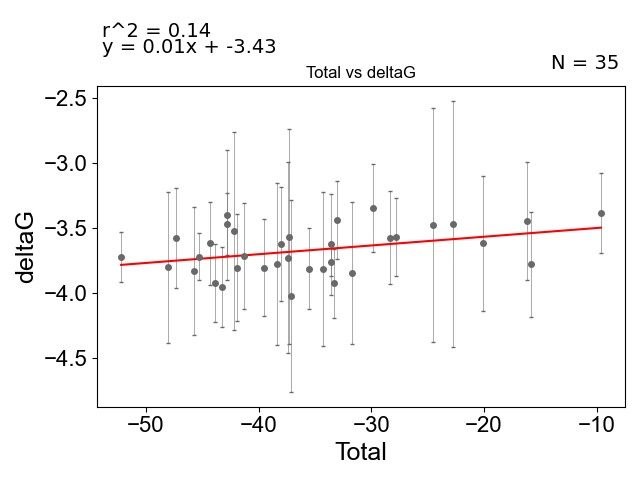 r^2 = 0.14
y = 0.01x + -3.43
N = 35
Total vs deltaG
−2.5
−3.0
−3.5
−4.0
−4.5
deltaG
−50
−40
−30
−20
−10
Total